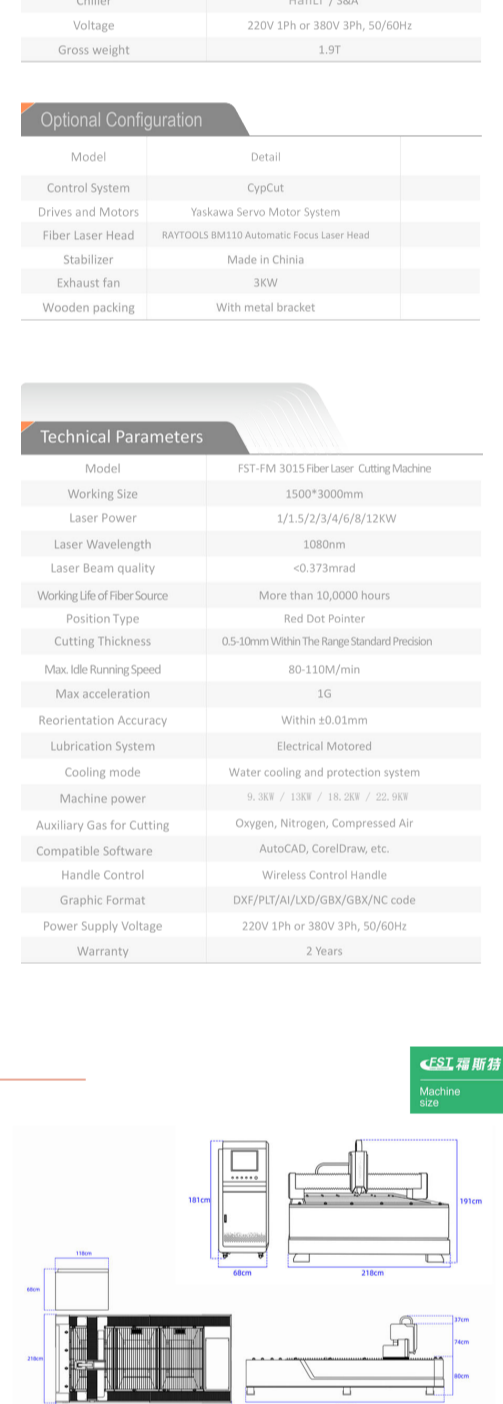 Chiller HanLi / S&A
Voltage 220V 1Ph or 380V 3Ph, 50/60Hz
Gross weight 1.9T
Optional Configuration
Model Detail
Control System CypCut
Drives and Motors Yaskawa Servo Motor System
Fiber Laser Head RAYTOOLS BM110 Automatic Focus Laser Head
Stabilizer Made in Chinia
Exhaust fan 3KW
Wooden packing With metal bracket
Technical Parameters
Model FST-FM 3015 Fiber Laser Cutting Machine
Working Size 1500*3000mm
Laser Power 1/1.5/2/3/4/6/8/12KW
Laser Wavelength 1080nm
Laser Beam quality <0.373mrad
Working Life of Fiber Source More than 10,0000 hours
Position Type Red Dot Pointer
Cutting Thickness 0.5-10mm Within The Range Standard Precision
Max. Idle Running Speed 80-110M/min
Max acceleration 1G
Reorientation Accuracy Within ±0.01mm
Lubrication System Electrical Motored
Cooling mode Water cooling and protection system
Machine power 9.3KW / 13KW / 18.2KW / 22.9KW
Auxiliary Gas for Cutting Oxygen, Nitrogen, Compressed Air
Compatible Software AutoCAD, CorelDraw, etc.
Handle Control Wireless Control Handle
Graphic Format DXF/PLT/AI/LXD/GBX/GBX/NC code
Power Supply Voltage 220V 1Ph or 380V 3Ph, 50/60Hz
Warranty 2 Years
FST 福斯特
Machine
size
181cm
191cm
68cm
218cm
118cm
68cm
218cm
37cm
74cm
80cm